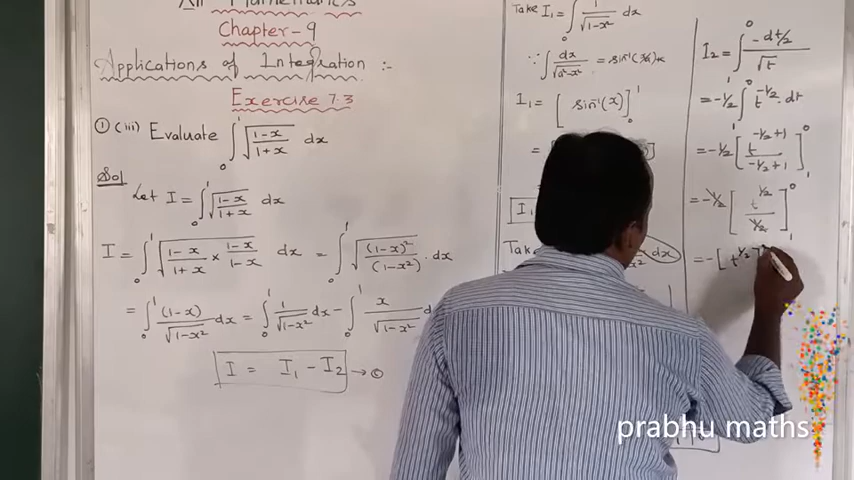 XII Mathematics
Chapter-9
Applications of Integration :-
Exercise 7.3
① (iii) Evaluate ∫₀¹ √((1-x)/(1+x)) dx
Sol
Let I = ∫₀¹ √((1-x)/(1+x)) dx
I = ∫₀¹ √((1-x)/(1+x) × (1-x)/(1-x)) dx = ∫₀¹ √((1-x)²/(1-x²)) · dx
= ∫₀¹ (1-x)/√(1-x²) dx = ∫₀¹ 1/√(1-x²) dx - ∫₀¹ x/√(1-x²) d
I = I₁ - I₂ → ①
Take I₁ = ∫₀¹ 1/√(1-x²) dx
∵ ∫ dx/√(a²-x²) = sin⁻¹(x/a)+c
I₁ = [sin⁻¹(x)]₀¹
=
I
Tak
dx
I₂ = ∫₁⁰ (-dt/2)/√t
= -1/2 ∫₁⁰ t^(-1/2) · dt
= -1/2 [t^(-1/2+1)/(-1/2+1)]₁⁰
= -1/2 [t^(1/2)/(1/2)]₁⁰
= -[t^(1/2)]
prabhu maths